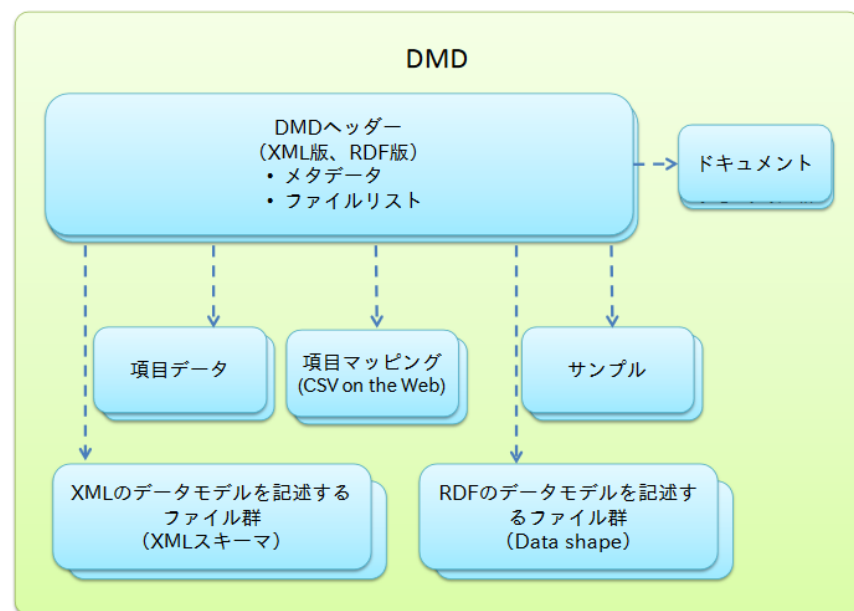 DMD
DMDヘッダー
（XML版、RDF版）
• メタデータ
• ファイルリスト
ドキュメント
項目データ
項目マッピング
(CSV on the Web)
サンプル
XMLのデータモデルを記述する
ファイル群
（XMLスキーマ）
RDFのデータモデルを記述す
るファイル群
（Data shape）